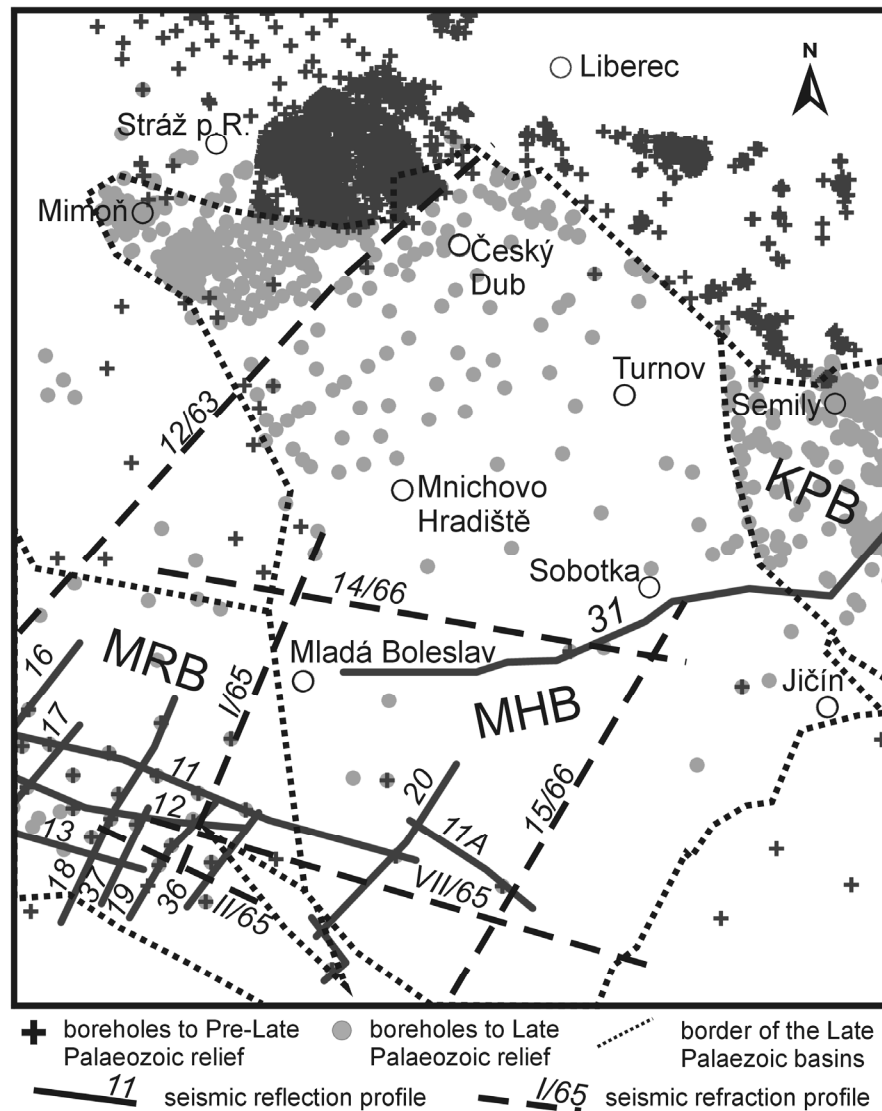 N
Liberec
Stráž p.R.
Mimoň
Český
Dub
Turnov
Semily
12/63
KPB
Mnichovo
Hradiště
Sobotka
14/66
31
MRB
16
I/65
Mladá Boleslav
MHB
Jičín
17
11
20
15/66
12
11A
13
18
37
19
36
II/65
VII/65
boreholes to Pre-Late
Palaeozoic relief
boreholes to Late
Palaeozoic relief
border of the Late
Palaezoic basins
11 seismic reflection profile
I/65 seismic refraction profile